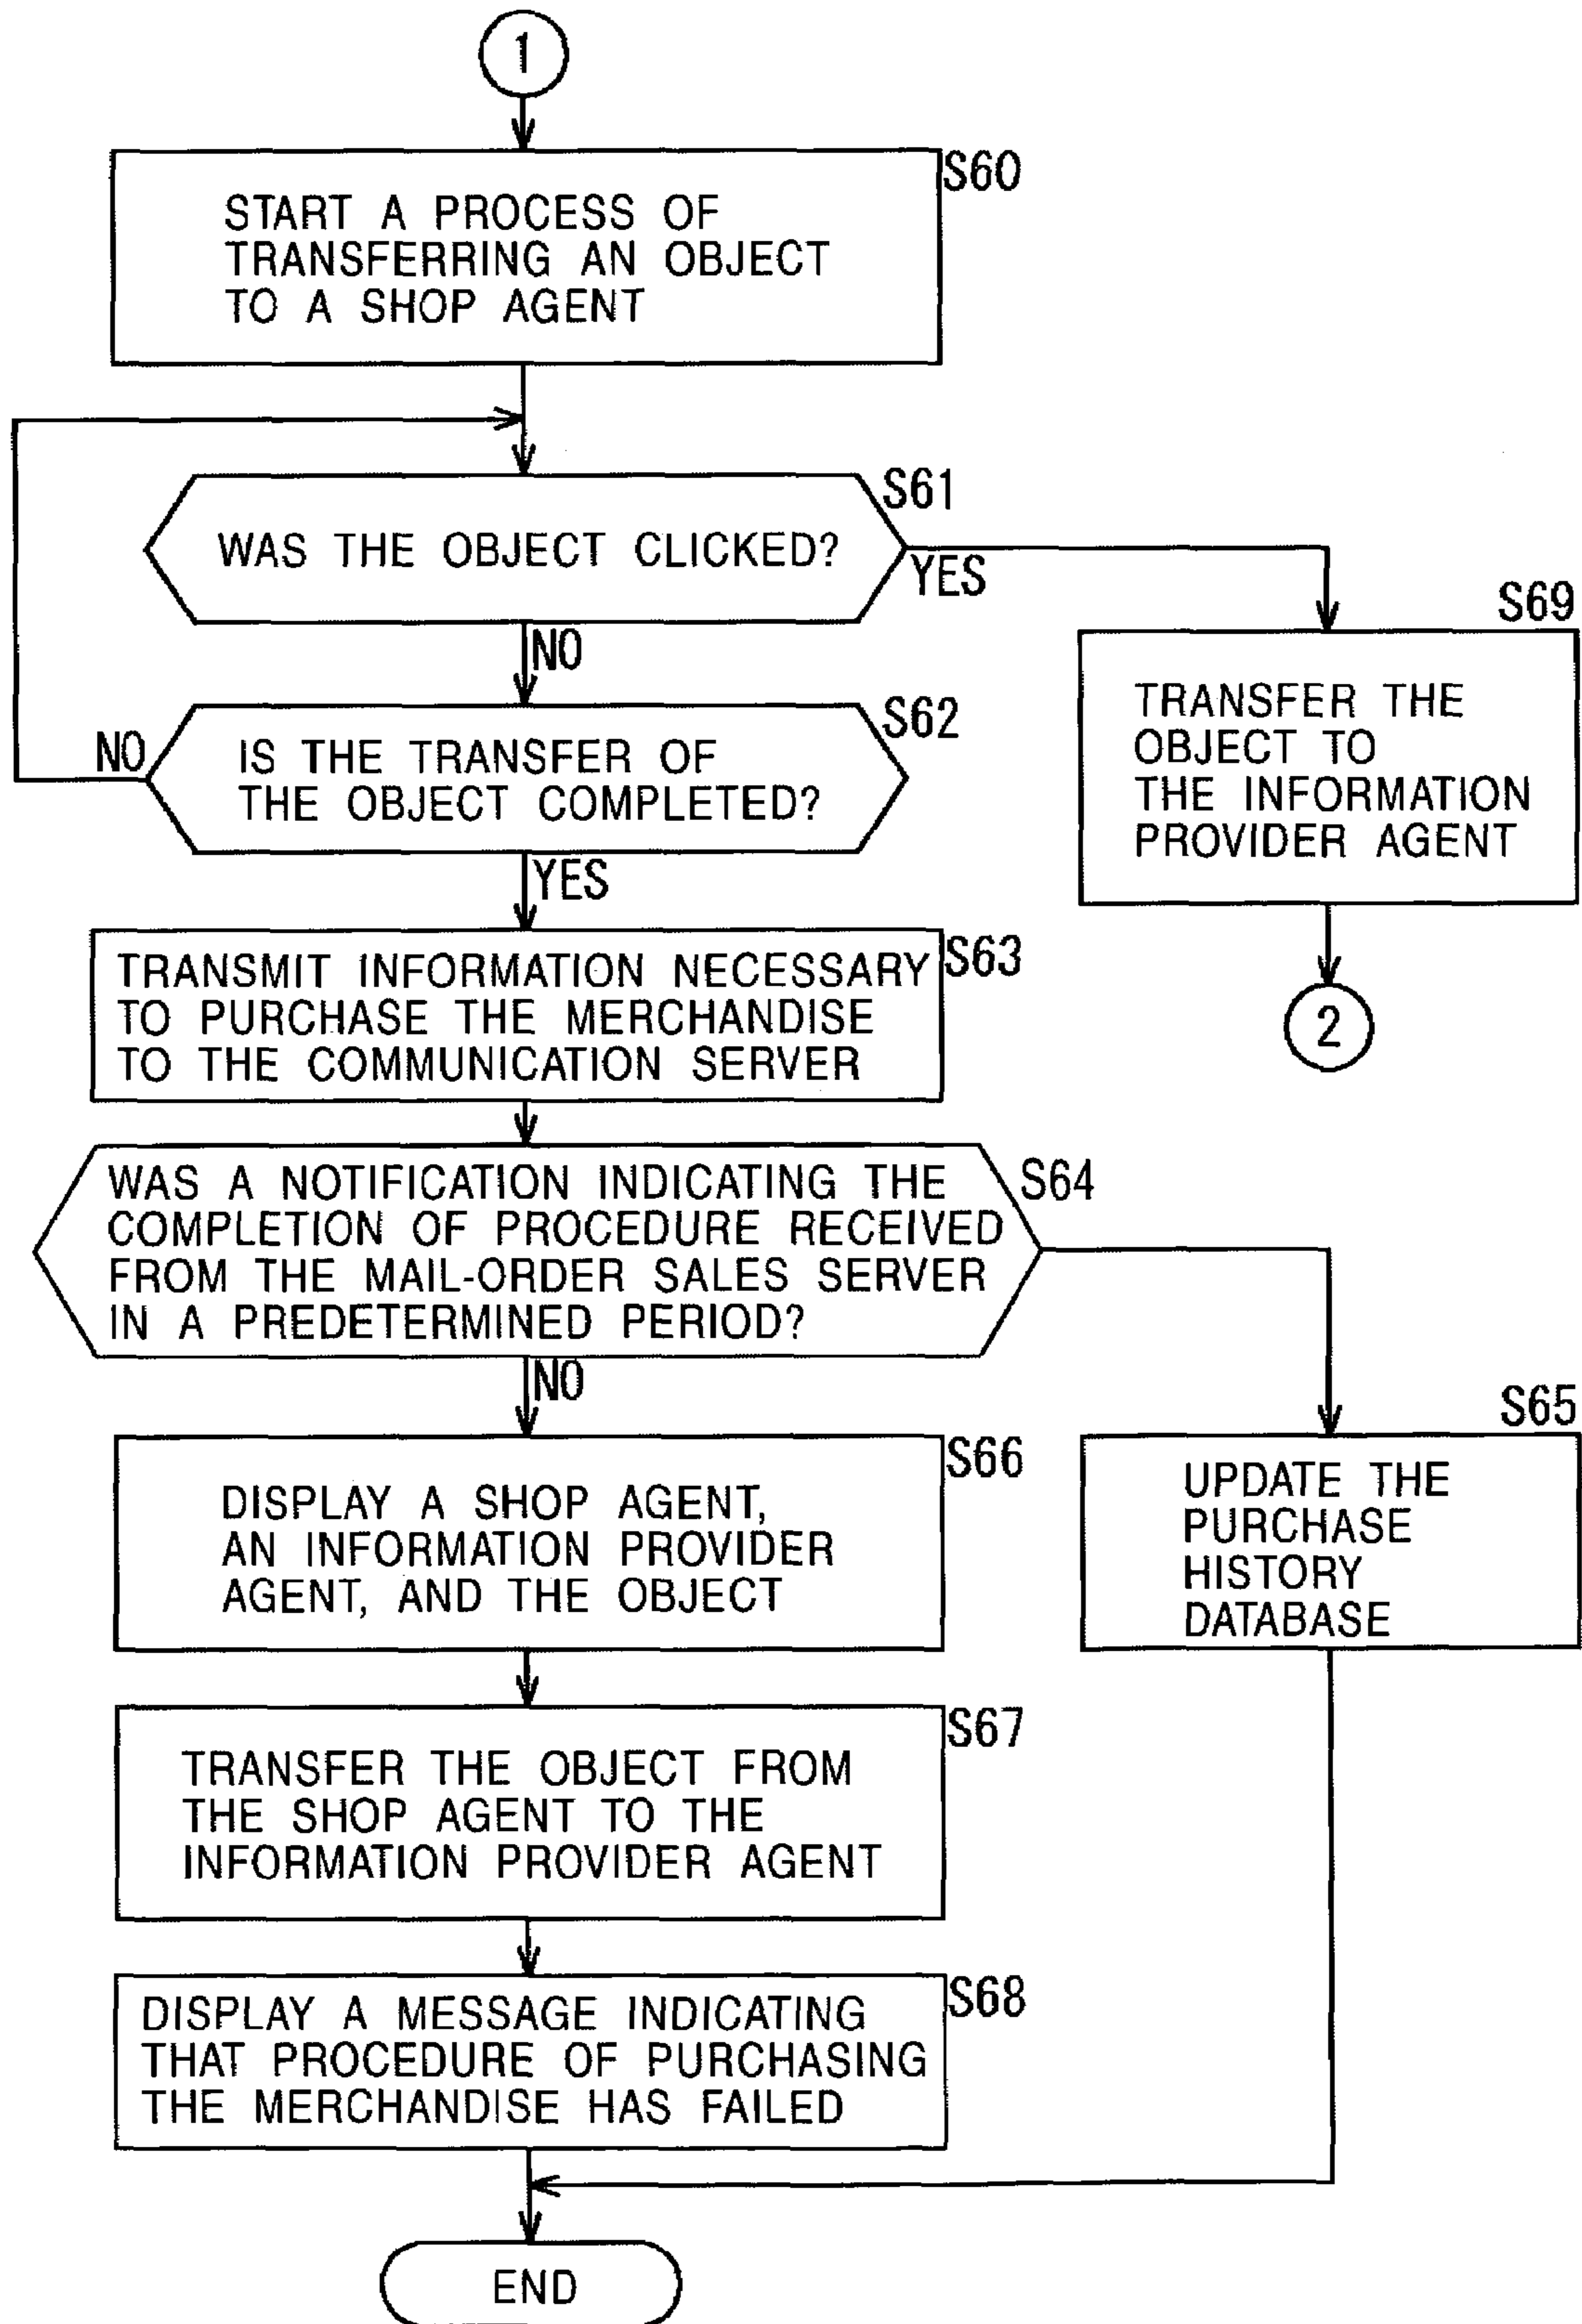 1
S60
START A PROCESS OF
TRANSFERRING AN OBJECT
TO A SHOP AGENT
S61
WAS THE OBJECT CLICKED?
YES
NO
S69
TRANSFER THE
OBJECT TO
THE INFORMATION
PROVIDER AGENT
2
S62
IS THE TRANSFER OF
THE OBJECT COMPLETED?
NO
YES
S63
TRANSMIT INFORMATION NECESSARY
TO PURCHASE THE MERCHANDISE
TO THE COMMUNICATION SERVER
S64
WAS A NOTIFICATION INDICATING THE
COMPLETION OF PROCEDURE RECEIVED
FROM THE MAIL-ORDER SALES SERVER
IN A PREDETERMINED PERIOD?
NO
S65
UPDATE THE
PURCHASE
HISTORY
DATABASE
S66
DISPLAY A SHOP AGENT,
AN INFORMATION PROVIDER
AGENT, AND THE OBJECT
S67
TRANSFER THE OBJECT FROM
THE SHOP AGENT TO THE
INFORMATION PROVIDER AGENT
S68
DISPLAY A MESSAGE INDICATING
THAT PROCEDURE OF PURCHASING
THE MERCHANDISE HAS FAILED
END